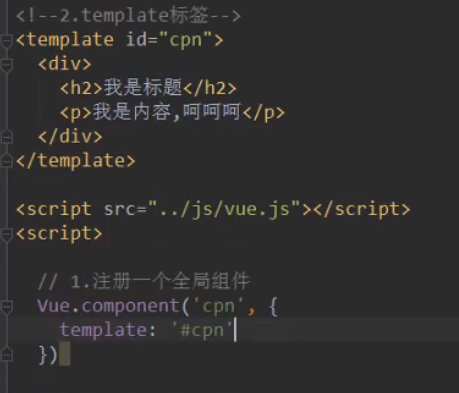 <!--2.template标签-->
<template id="cpn">
<div>
<h2>我是标题</h2>
<p>我是内容,呵呵呵</p>
</div>
</template>
<script src="../js/vue.js"></script>
<script>
// 1.注册一个全局组件
Vue.component('cpn', {
template: '#cpn'
})